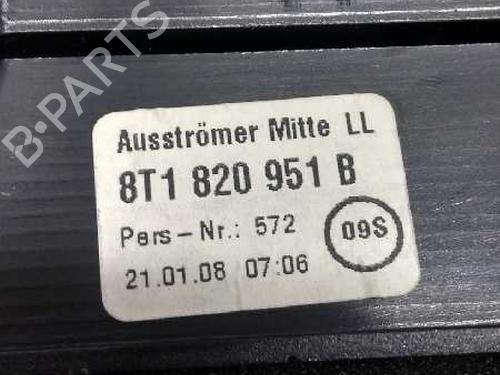 B-PARTS
Ausströmer Mitte LL
8T1 820 951 B
Pers-Nr.: 572
09S
21.01.08 07:06